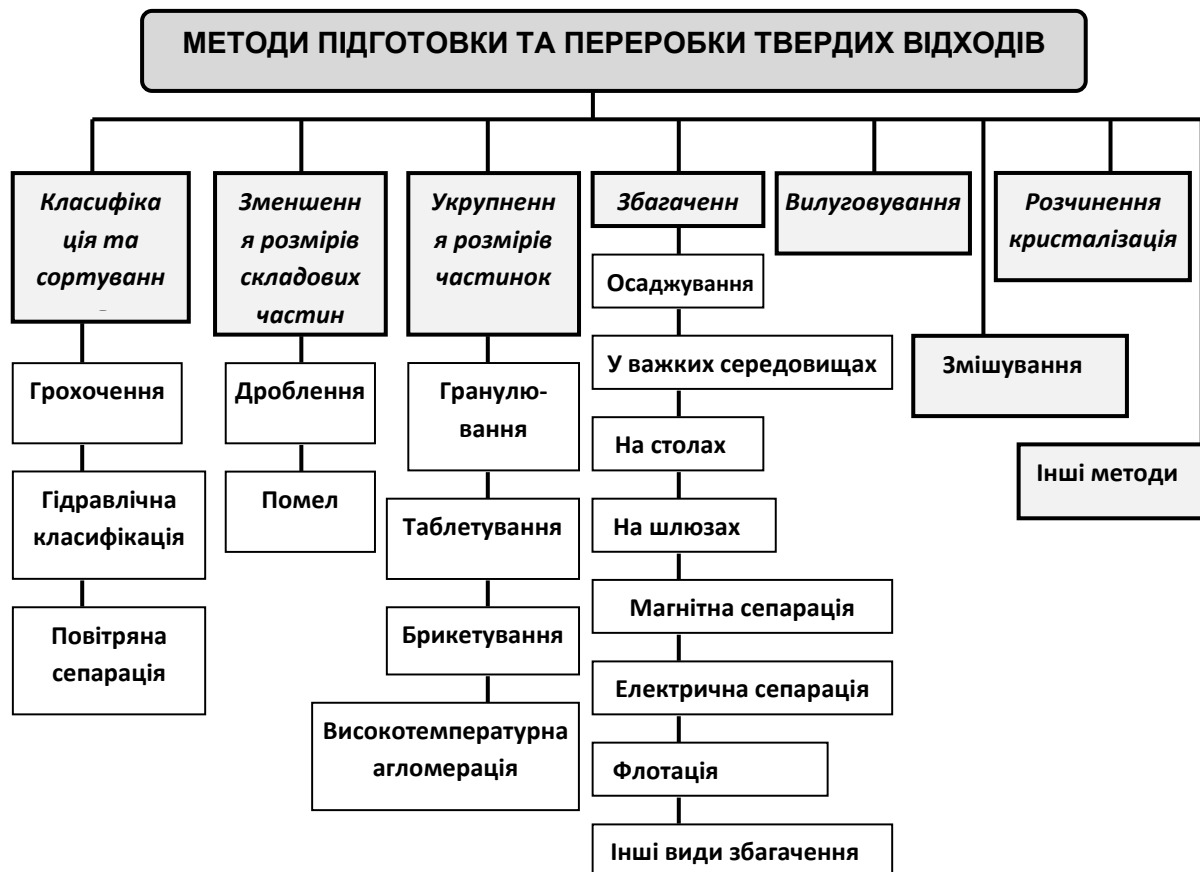 МЕТОДИ ПІДГОТОВКИ ТА ПЕРЕРОБКИ ТВЕРДИХ ВІДХОДІВ
Класифіка
ція та
сортуванн
Зменшенн
я розмірів
складових
частин
Укрупненн
я розмірів
частинок
Збагаченн
Вилуговування
Розчинення
кристалізація
Змішування
Інші методи
Грохочення
Гідравлічна
класифікація
Повітряна
сепарація
Дроблення
Помел
Гранулю-
вання
Таблетування
Брикетування
Високотемпературна
агломерація
Осаджування
У важких середовищах
На столах
На шлюзах
Магнітна сепарація
Електрична сепарація
Флотація
Інші види збагачення